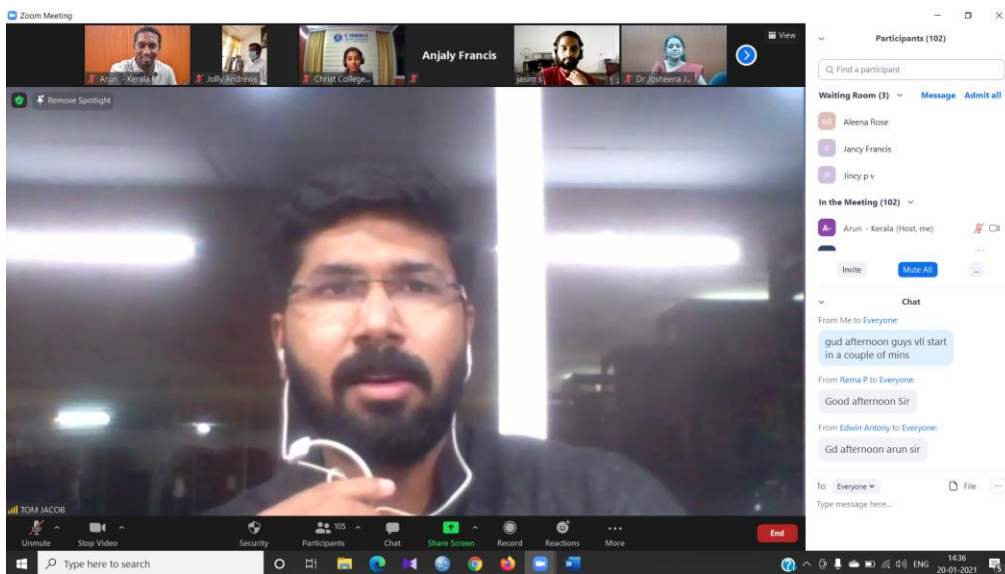 Zoom Meeting
View
Arun - Kerala
Jolly Andrews
CHRIST
Christ College...
Anjaly Francis
jasim s
Dr Josheena J...
Remove Spotlight
TOM JACOB
Participants (102)
Find a participant
Waiting Room (3) Message Admit all
AR Aleena Rose
JF Jancy Francis
JP Jincy p v
In the Meeting (102)
A- Arun - Kerala (Host, me)
Invite Mute All ...
Chat
From Me to Everyone:
gud afternoon guys vll start
in a couple of mins
From Rema P to Everyone:
Good afternoon Sir
From Edwin Antony to Everyone:
Gd afternoon arun sir
To: Everyone File ...
Type message here...
Unmute Stop Video Security Participants 105 Chat Share Screen Record Reactions More End
Type here to search
ENG
14:36
20-01-2021